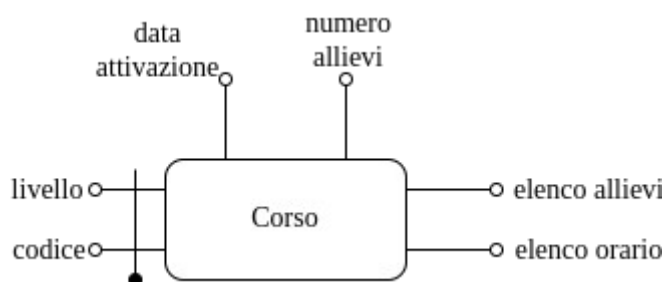 data
attivazione
numero
allievi
livello
elenco allievi
Corso
codice
elenco orario